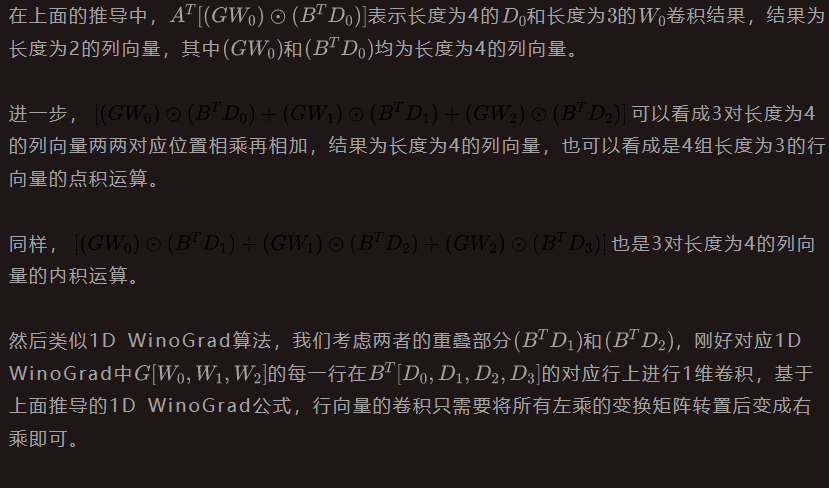 在上面的推导中，$A^T[(GW_0) \odot (B^T D_0)]$表示长度为4的$D_0$和长度为3的$W_0$卷积结果，结果为
长度为2的列向量，其中$(GW_0)$和$(B^T D_0)$均为长度为4的列向量。
进一步，$[(GW_0) \odot (B^T D_0) + (GW_1) \odot (B^T D_1) + (GW_2) \odot (B^T D_2)]$可以看成3对长度为4
的列向量两两对应位置相乘再相加，结果为长度为4的列向量，也可以看成是4组长度为3的行
向量的点积运算。
同样，$[(GW_0) \odot (B^T D_1) + (GW_1) \odot (B^T D_2) + (GW_2) \odot (B^T D_3)]$也是3对长度为4的列向
量的内积运算。
然后类似1D WinoGrad算法，我们考虑两者的重叠部分$(B^T D_1)$和$(B^T D_2)$，刚好对应1D
WinoGrad中$G[W_0, W_1, W_2]$的每一行在$B^T[D_0, D_1, D_2, D_3]$的对应行上进行1维卷积，基于
上面推导的1D WinoGrad公式，行向量的卷积只需要将所有左乘的变换矩阵转置后变成右
乘即可。